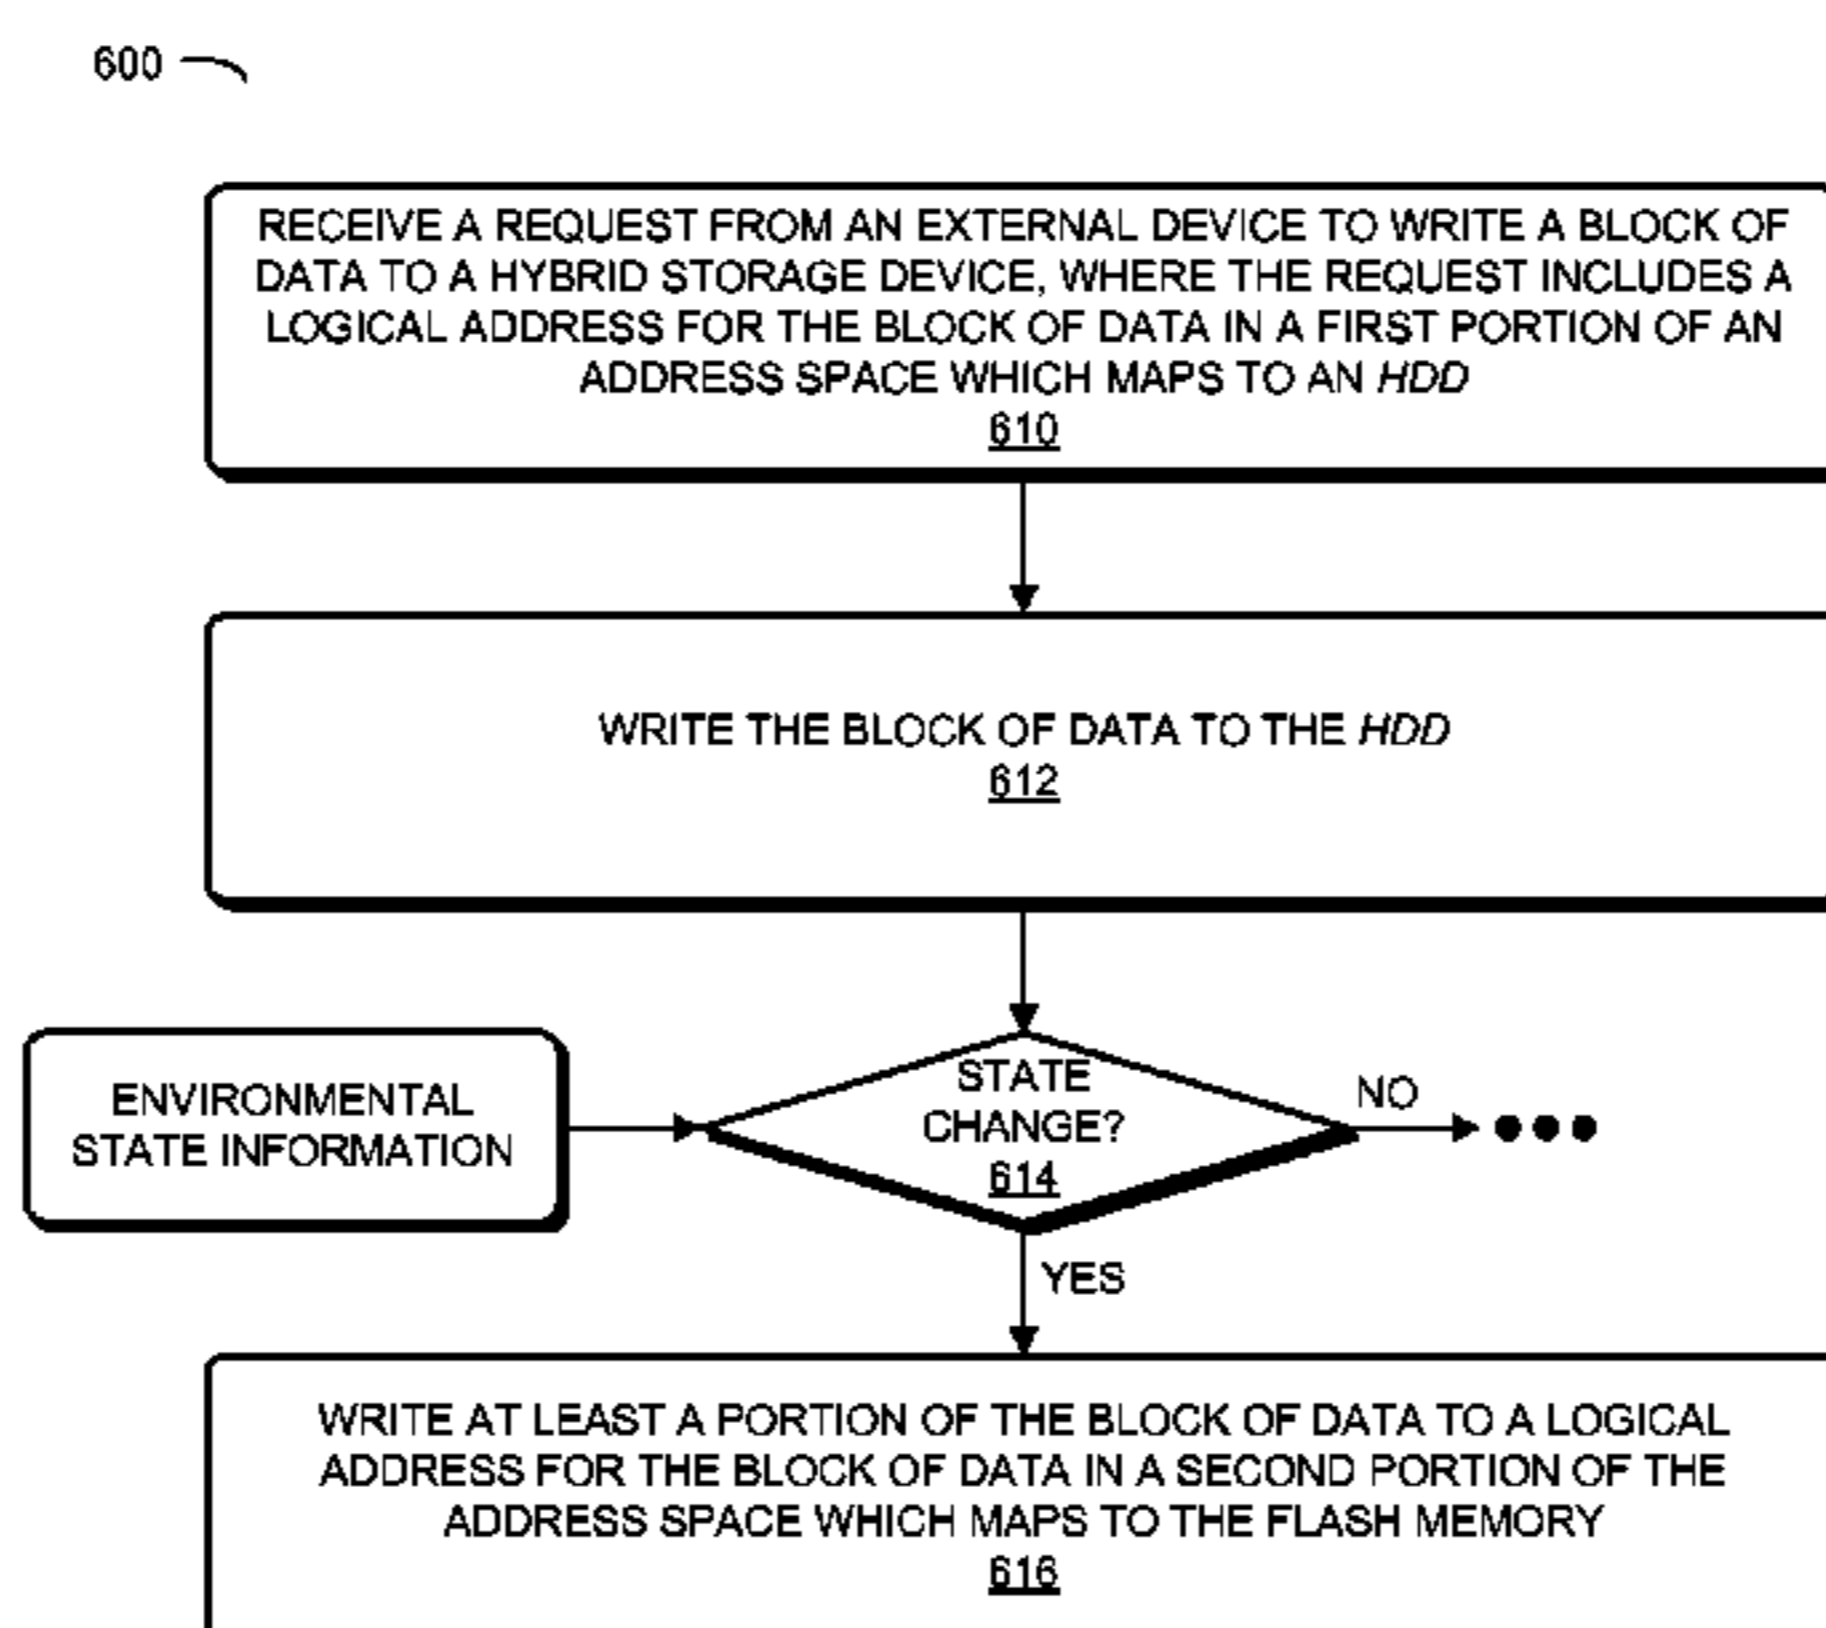 600
RECEIVE A REQUEST FROM AN EXTERNAL DEVICE TO WRITE A BLOCK OF
DATA TO A HYBRID STORAGE DEVICE, WHERE THE REQUEST INCLUDES A
LOGICAL ADDRESS FOR THE BLOCK OF DATA IN A FIRST PORTION OF AN
ADDRESS SPACE WHICH MAPS TO AN HDD
610
WRITE THE BLOCK OF DATA TO THE HDD
612
ENVIRONMENTAL
STATE INFORMATION
STATE
CHANGE?
614
NO
YES
WRITE AT LEAST A PORTION OF THE BLOCK OF DATA TO A LOGICAL
ADDRESS FOR THE BLOCK OF DATA IN A SECOND PORTION OF THE
ADDRESS SPACE WHICH MAPS TO THE FLASH MEMORY
616